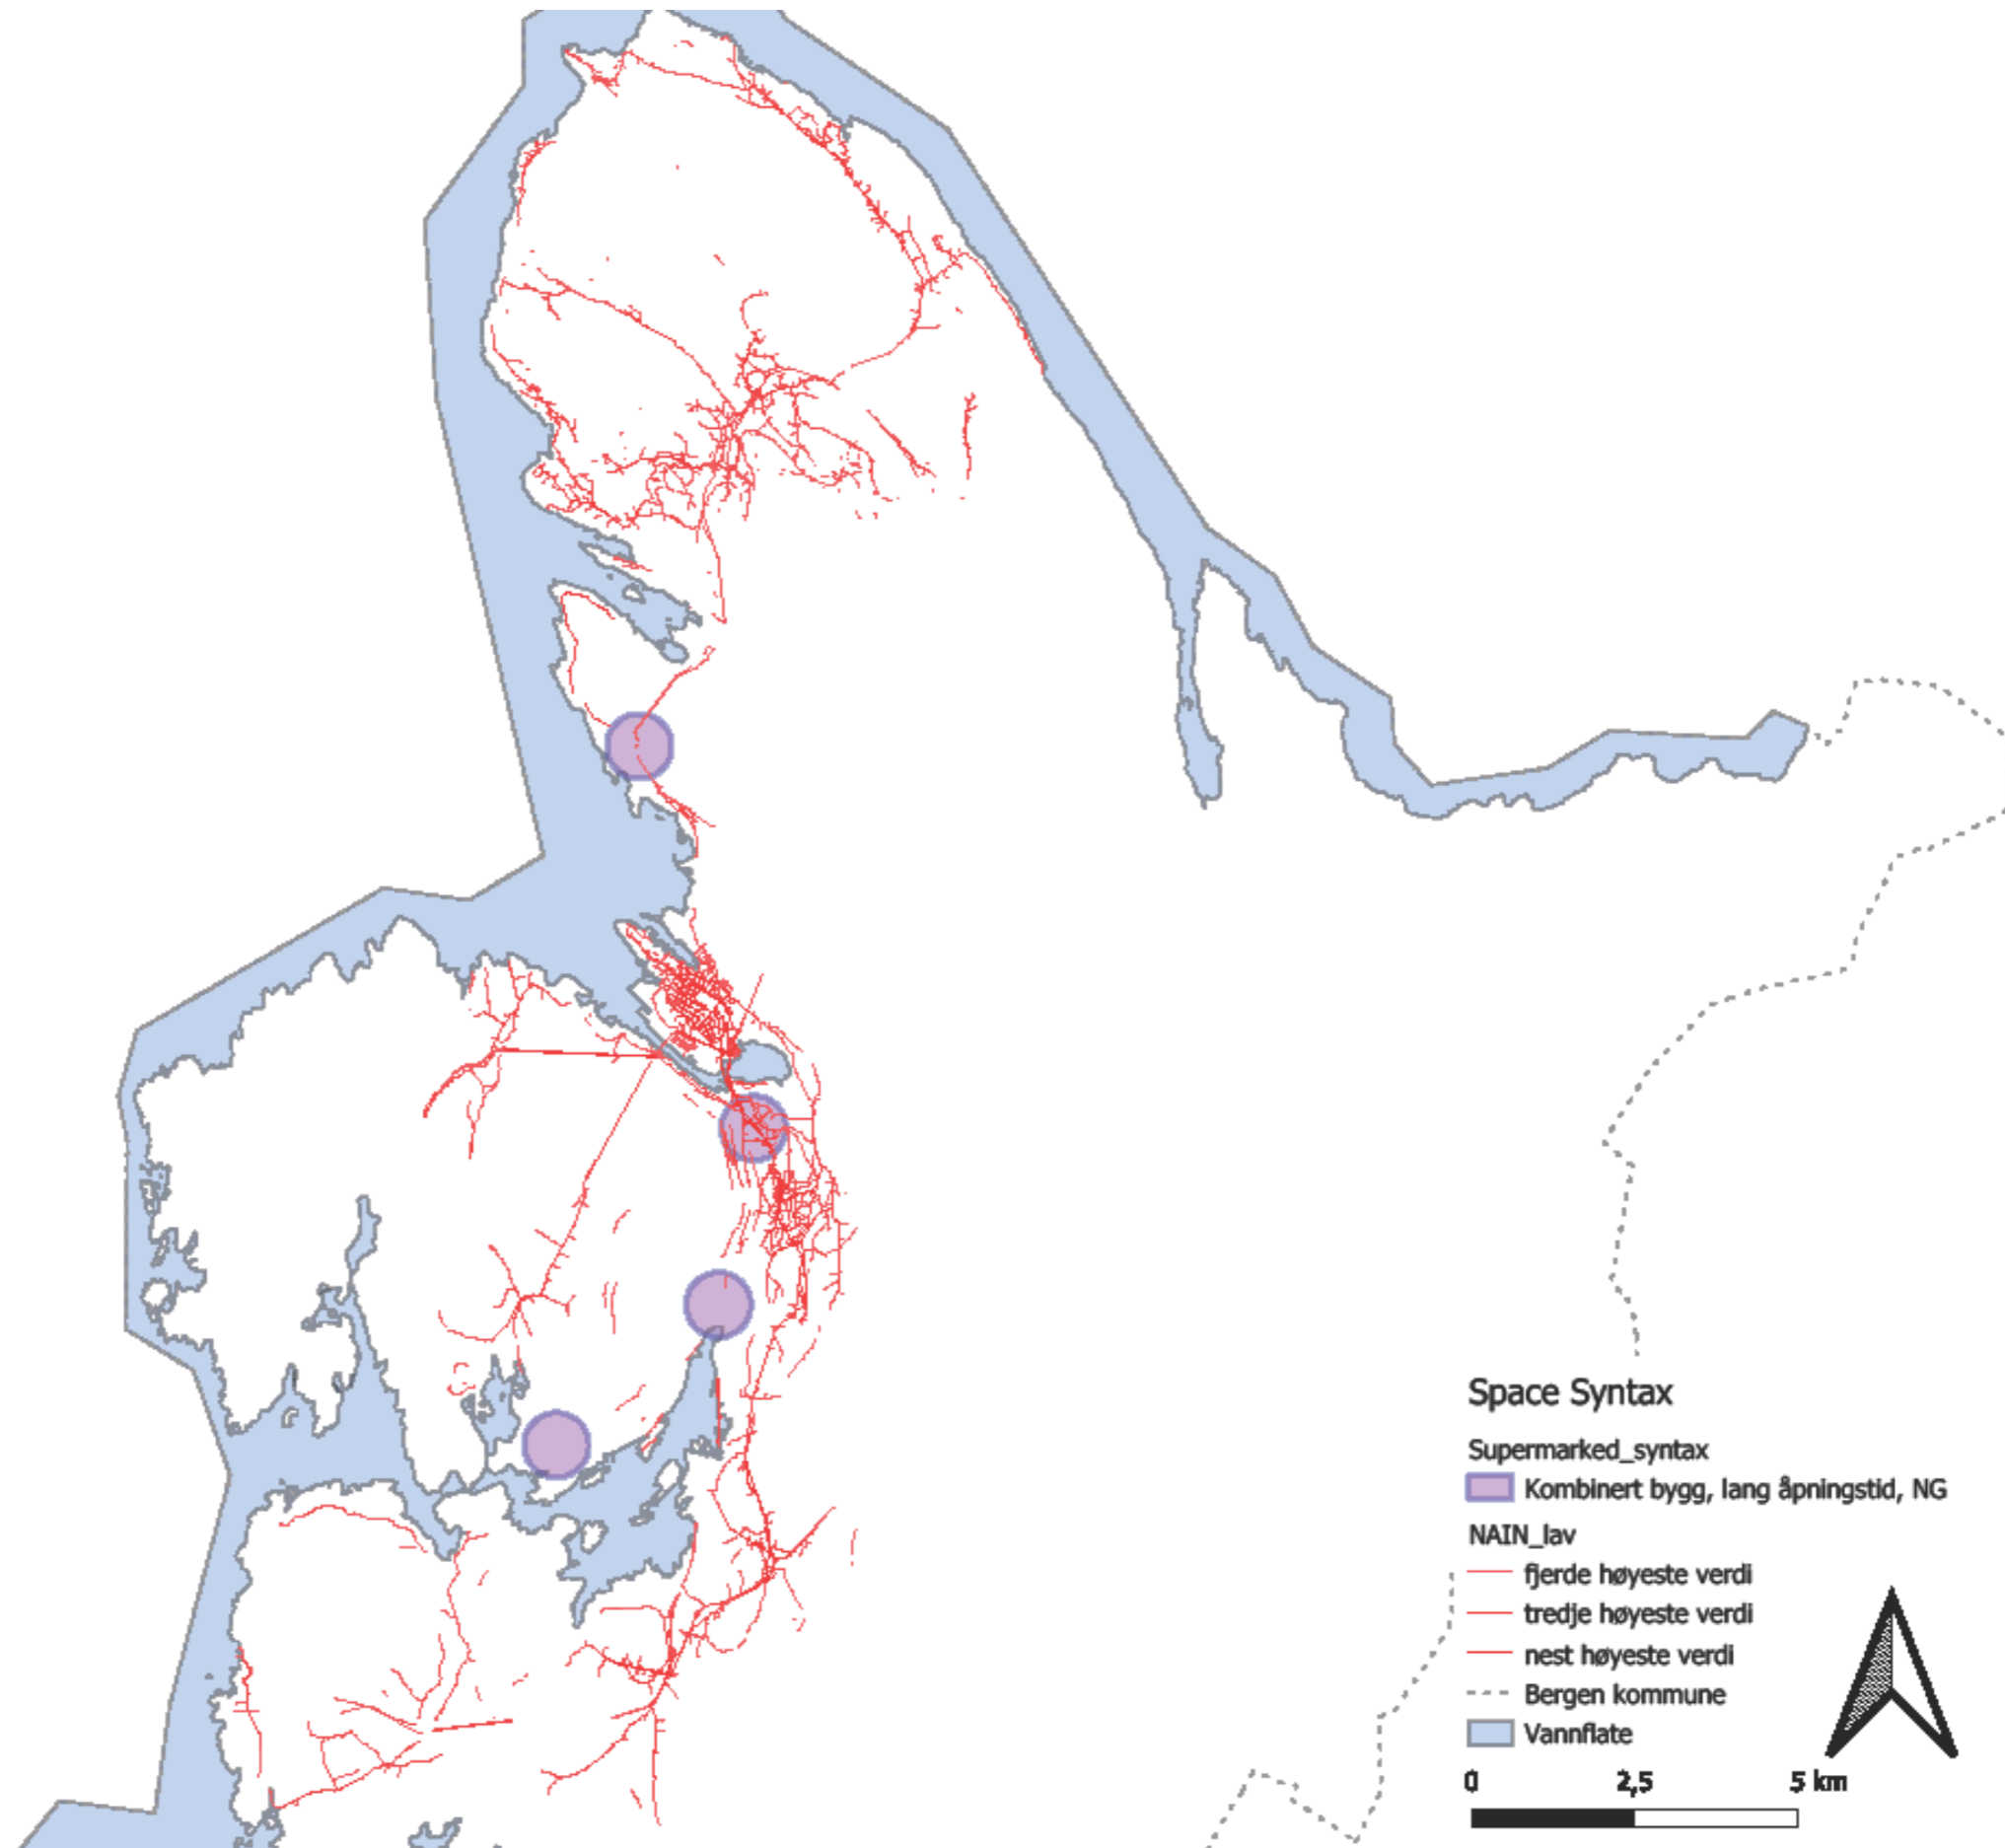 Space Syntax
Supermarked_syntax
Kombinert bygg, lang åpningstid, NG
NAIN_lav
fjerde høyeste verdi
tredje høyeste verdi
nest høyeste verdi
Bergen kommune
Vannflate
0 2,5 5 km